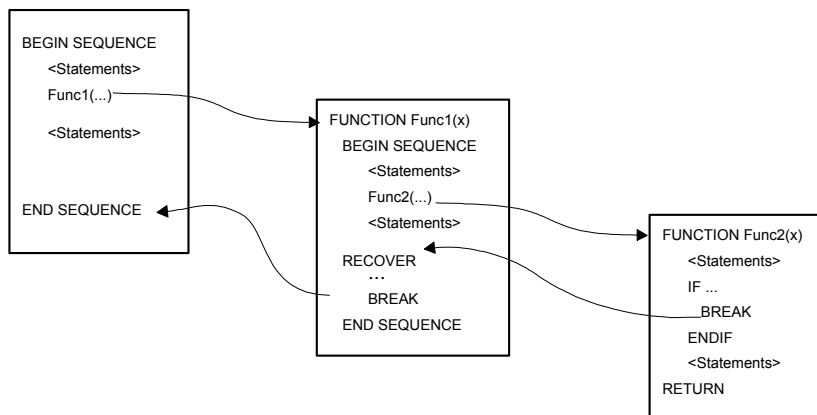 BEGIN SEQUENCE
<Statements>
Func1(...)
<Statements>
END SEQUENCE
FUNCTION Func1(x)
BEGIN SEQUENCE
<Statements>
Func2(...)
<Statements>
RECOVER
...
BREAK
END SEQUENCE
FUNCTION Func2(x)
<Statements>
IF ...
BREAK
ENDIF
<Statements>
RETURN